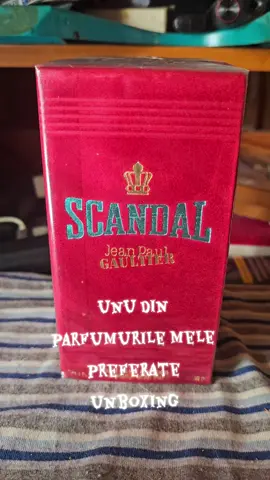 SCANDAL
Jean Paul
GAULTIER
UNU DIN
PARFUMURILE MELE
PREFERATE
UNBOXING